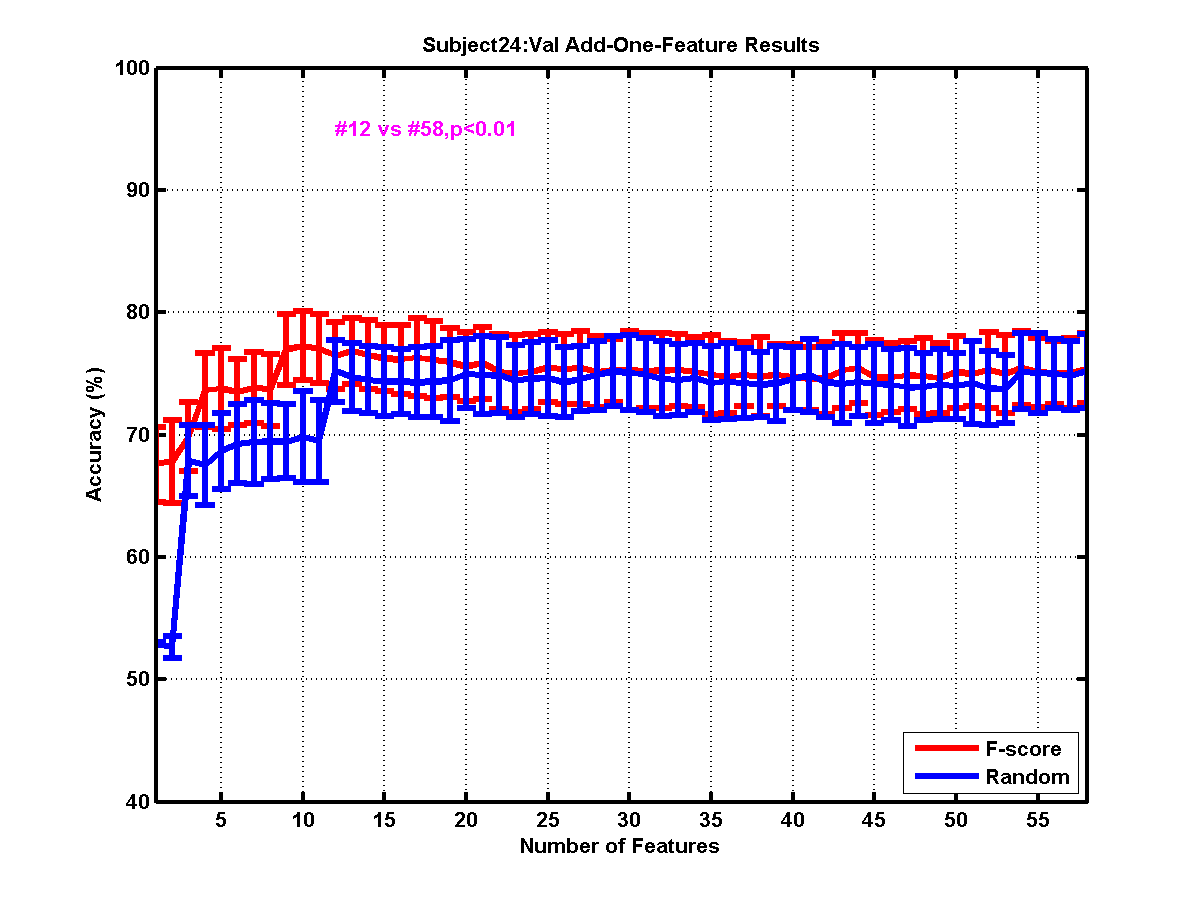 Subject24:Val Add-One-Feature Results
100
#12 vs #58,p<0.01
90
80
70
60
50
40
Accuracy (%)
F-score
Random
5 10 15 20 25 30 35 40 45 50 55
Number of Features